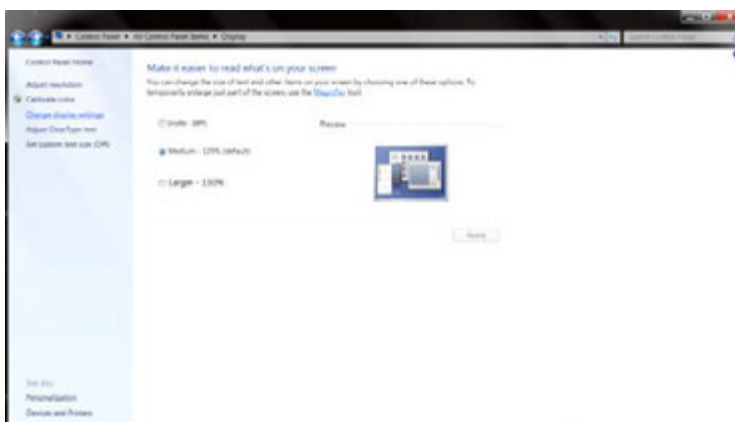 Control Panel ▸ All Control Panel Items ▸ Display
Control Panel Home
Adjust resolution
Calibrate color
Change display settings
Adjust ClearType text
Set custom text size (DPI)
Make it easier to read what's on your screen
You can change the size of text and other items on your screen by choosing one of these options. To
temporarily enlarge just part of the screen, use the Magnifier tool.
Preview
Medium - 125% (default)
Larger - 150%
Apply
See also
Personalization
Devices and Printers